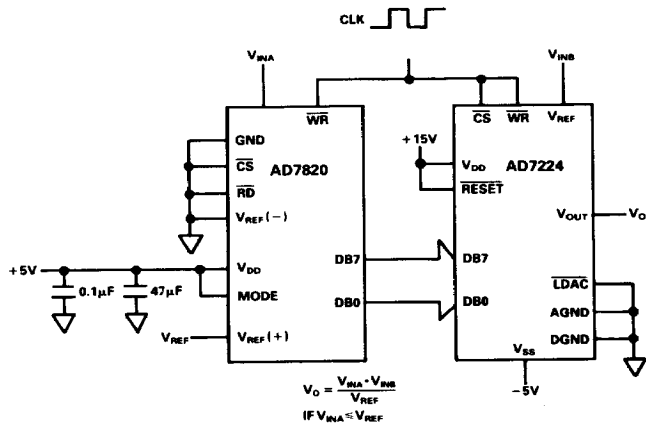 CLK
VINA
VINB
WR
CS
WR
VREF
GND
CS
RD
VREF(−)
AD7820
+15V
VDD
RESET
AD7224
VOUT
VO
+5V
0.1μF
47μF
VDD
MODE
VREF
VREF(+)
DB7
DB0
DB7
DB0
LDAC
AGND
DGND
VSS
−5V
VO = VINA · VINB / VREF
IF VINA ≤ VREF